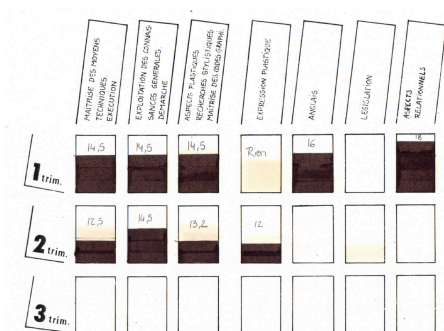 MAITRISE DES MOYENS
TECHNIQUES
EXECUTION
EXPLOITATION DES CONNAIS-
SANCES GENERALES.
DEMARCHE
ASPECTS PLASTIQUES
RECHERCHES STYLISTIQUES
MAITRISE DES CODES GRAPH.
EXPRESSION PLASTIQUE
ANGLAIS
LEGISLATION
ASPECTS
RELATIONNELS
1 trim. 14,5 14,5 14,5 Rien 16 18
2 trim. 12,5 14,5 13,2 12
3 trim.